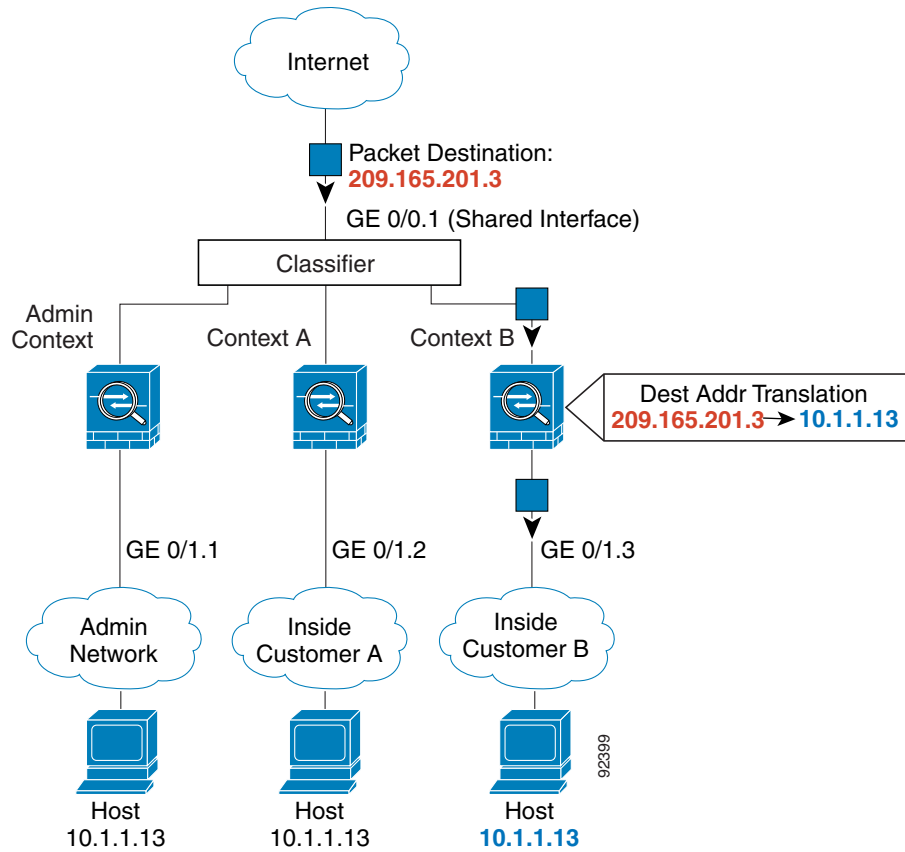 Internet
Packet Destination:
209.165.201.3
GE 0/0.1 (Shared Interface)
Classifier
Admin
Context
Context A
Context B
Dest Addr Translation
209.165.201.3 10.1.1.13
GE 0/1.1
GE 0/1.2
GE 0/1.3
Admin
Network
Inside
Customer A
Inside
Customer B
92399
Host
10.1.1.13
Host
10.1.1.13
Host
10.1.1.13